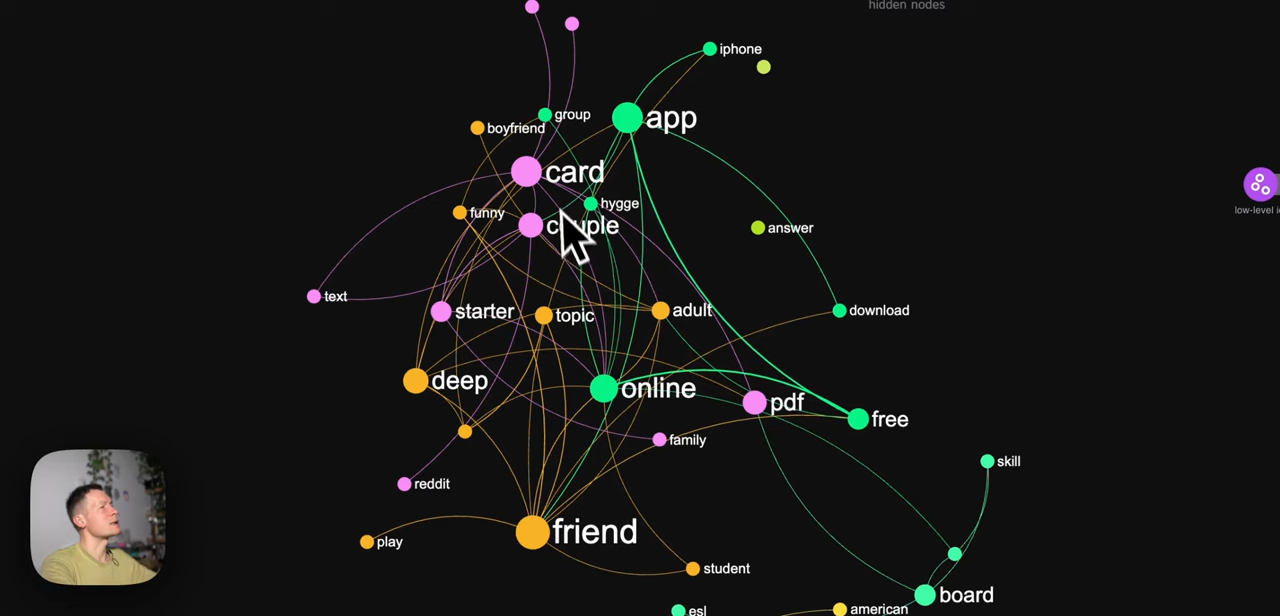 hidden nodes
iphone
group
app
boyfriend
card
hygge
funny
couple
answer
low-level
text
starter
topic
adult
download
deep
online
pdf
free
family
skill
reddit
friend
play
student
board
esl
american